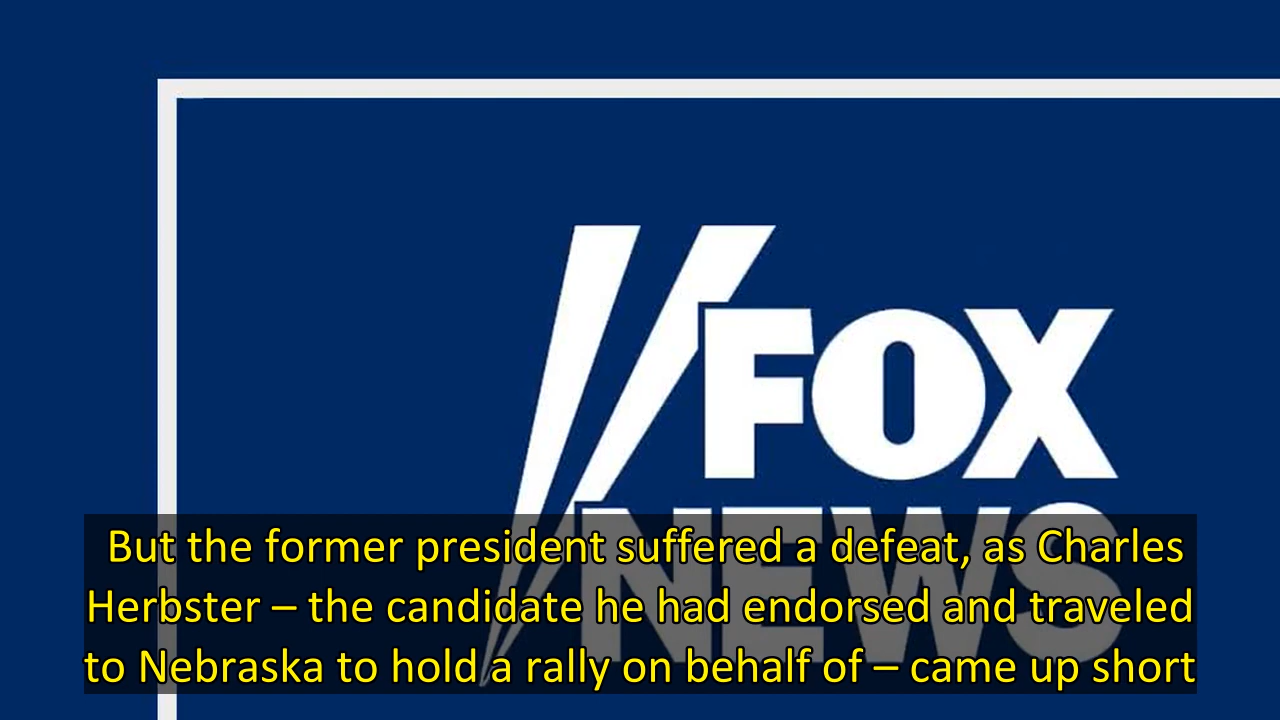 FOX
NEWS
But the former president suffered a defeat, as Charles
Herbster – the candidate he had endorsed and traveled
to Nebraska to hold a rally on behalf of – came up short